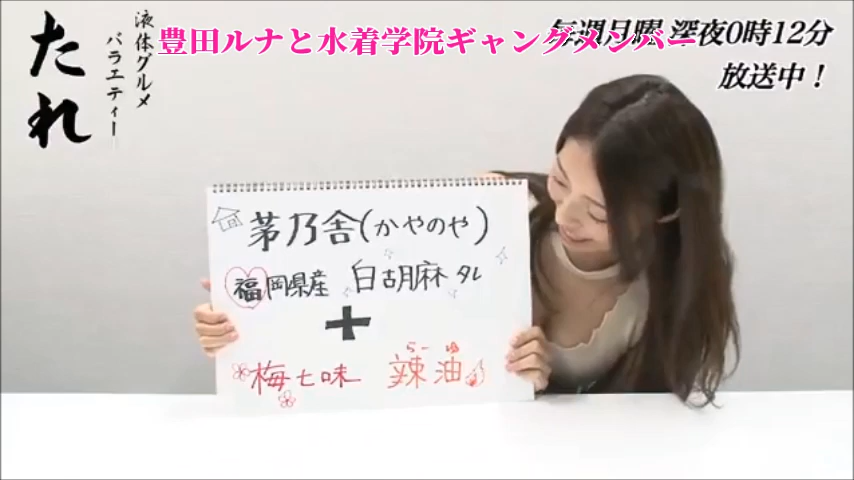 液体グルメ
バラエティー
たれ
豊田ルナと水着学院ギャングメンバー
毎週月曜 深夜0時12分
放送中！
茅乃舎(かやのや)
福岡県産 白胡麻タレ
+
らー ゆ
梅七味 辣油